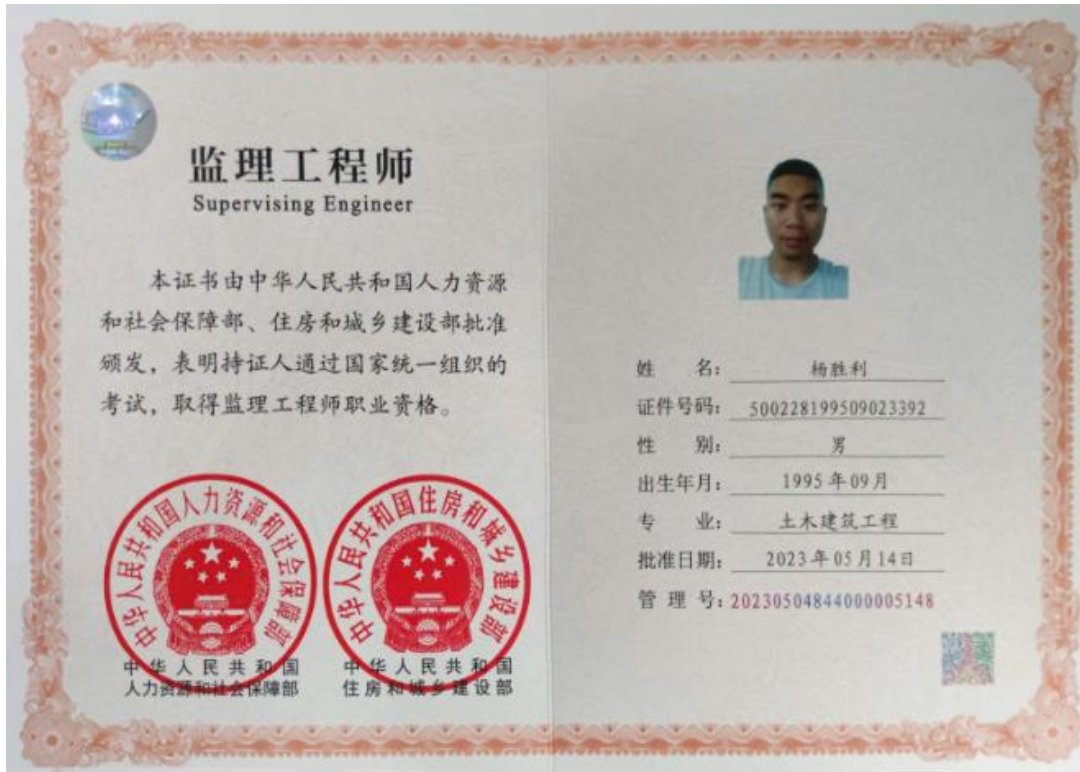 监理工程师
Supervising Engineer
本证书由中华人民共和国人力资源
和社会保障部、住房和城乡建设部批准
颁发，表明持证人通过国家统一组织的
考试，取得监理工程师职业资格。
中华人民共和国人力资源和社会保障部
中华人民共和国住房和城乡建设部
中华人民共和国
人力资源和社会保障部
中华人民共和国
住房和城乡建设部
姓 名：杨胜利
证件号码：500228199509023392
性 别：男
出生年月：1995年09月
专 业：土木建筑工程
批准日期：2023年05月14日
管 理 号：20230504844000005148